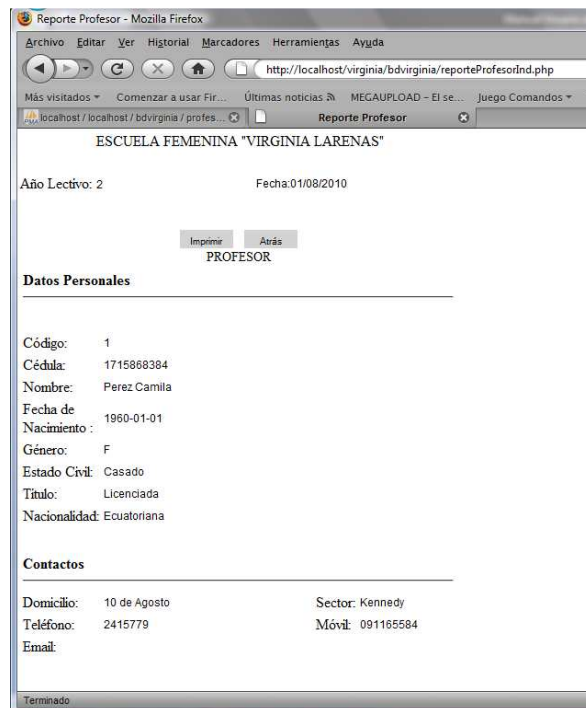 Reporte Profesor - Mozilla Firefox
Archivo Editar Ver Historial Marcadores Herramientas Ayuda
http://localhost/virginia/bdvirginia/reporteProfesorInd.php
Más visitados Comenzar a usar Fir... Últimas noticias MEGAUPLOAD - El se... Juego Comandos
localhost / localhost / bdvirginia / profes... Reporte Profesor
ESCUELA FEMENINA "VIRGINIA LARENAS"
Año Lectivo: 2 Fecha:01/08/2010
Imprimir Atrás
PROFESOR
Datos Personales
Código: 1
Cédula: 1715868384
Nombre: Perez Camila
Fecha de
Nacimiento : 1960-01-01
Género: F
Estado Civil: Casado
Titulo: Licenciada
Nacionalidad: Ecuatoriana
Contactos
Domicilio: 10 de Agosto Sector: Kennedy
Teléfono: 2415779 Móvil: 091165584
Email:
Terminado